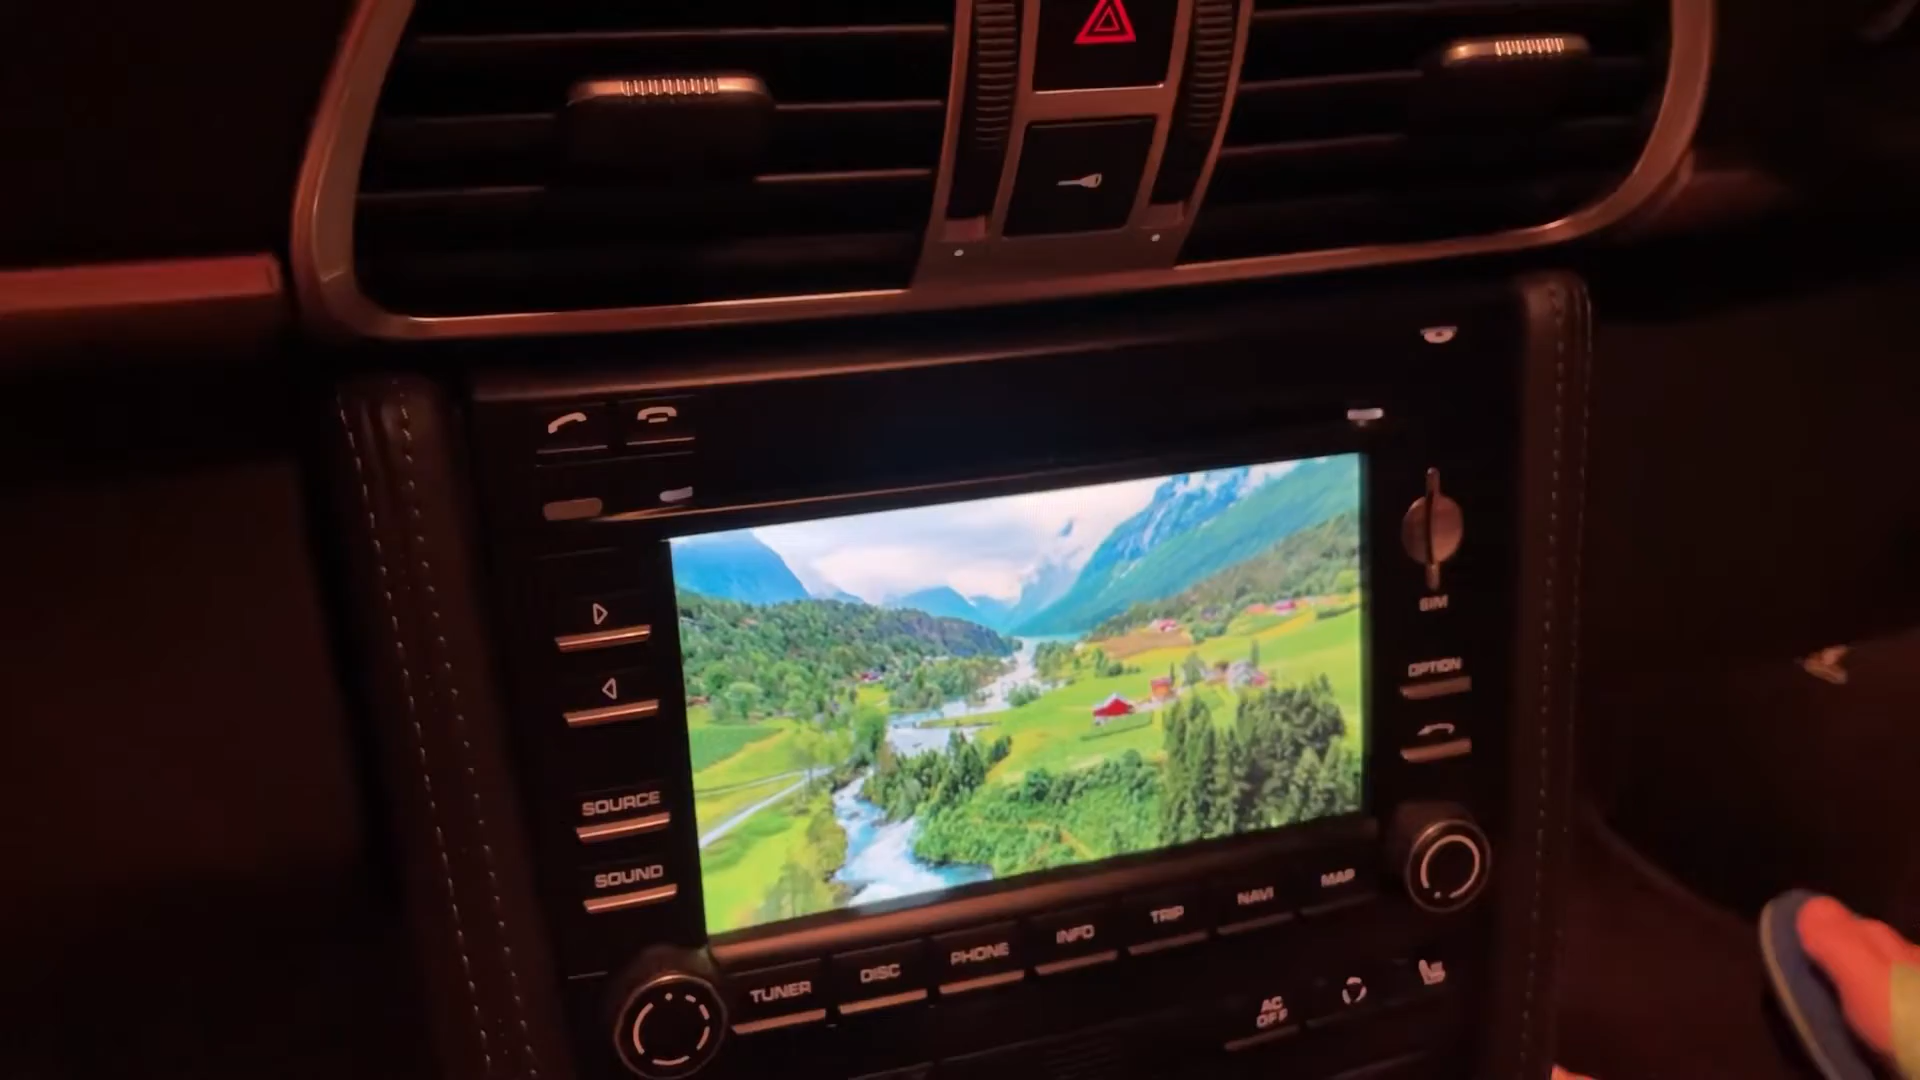 SIM
OPTION
SOURCE
SOUND
TUNER
DISC
PHONE
INFO
TRIP
NAVI
MAP
AC
OFF